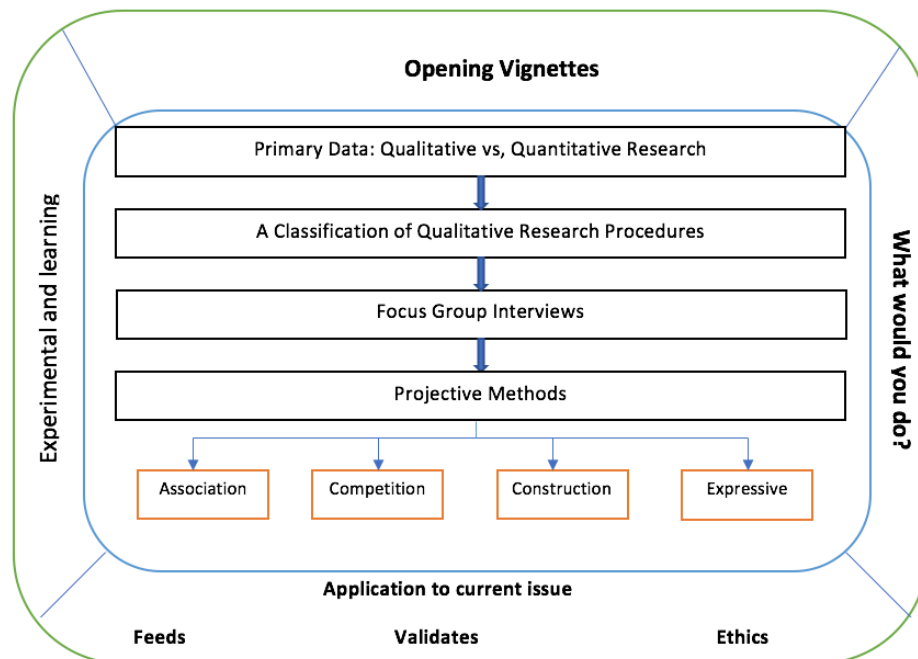 Opening Vignettes
Primary Data: Qualitative vs, Quantitative Research
A Classification of Qualitative Research Procedures
Focus Group Interviews
Projective Methods
Association
Competition
Construction
Expressive
Experimental and learning
What would you do?
Application to current issue
Feeds
Validates
Ethics